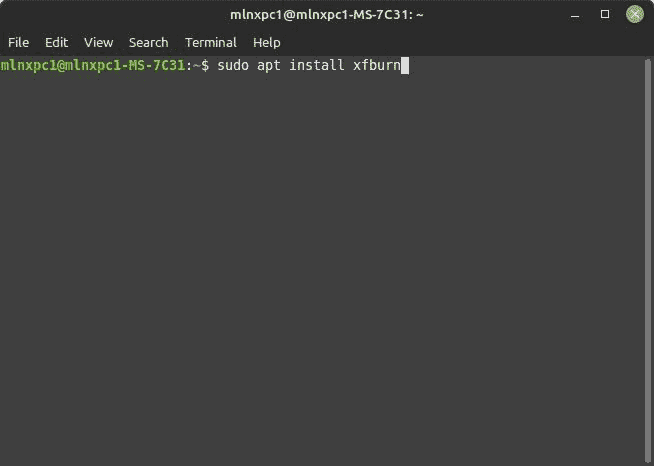 mlnxpc1@mlnxpc1-MS-7C31: ~
File Edit View Search Terminal Help
mlnxpc1@mlnxpc1-MS-7C31:~$ sudo apt install xfburn